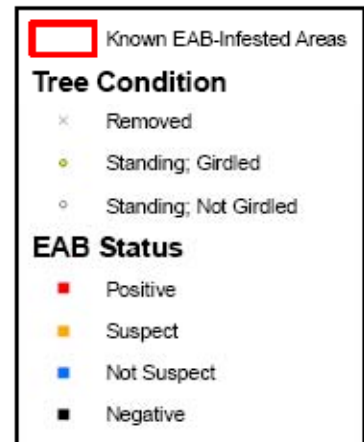 Known EAB-Infested Areas
Tree Condition
Removed
Standing; Girdled
Standing; Not Girdled
EAB Status
Positive
Suspect
Not Suspect
Negative